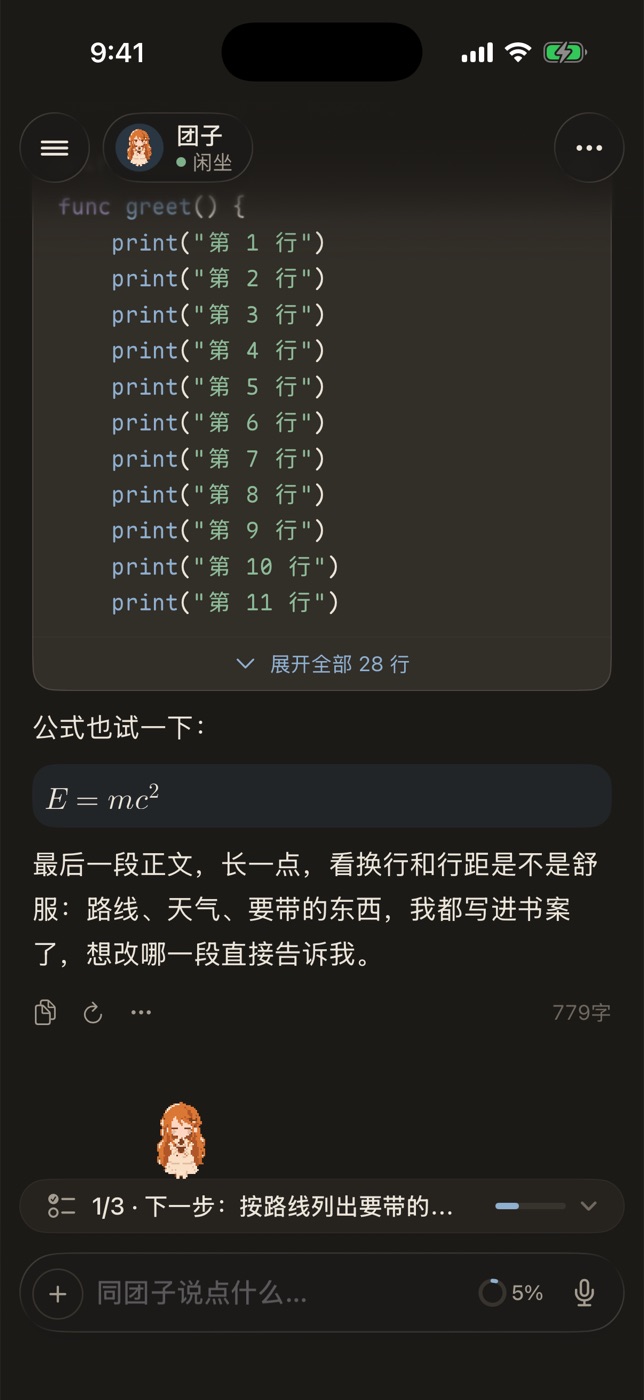 9:41
团子
闲坐
func greet() {
    print("第 1 行")
    print("第 2 行")
    print("第 3 行")
    print("第 4 行")
    print("第 5 行")
    print("第 6 行")
    print("第 7 行")
    print("第 8 行")
    print("第 9 行")
    print("第 10 行")
    print("第 11 行")
展开全部 28 行
公式也试一下：
E = mc²
最后一段正文，长一点，看换行和行距是不是舒
服：路线、天气、要带的东西，我都写进书案
了，想改哪一段直接告诉我。
779字
1/3 · 下一步：按路线列出要带的…
同团子说点什么…
5%